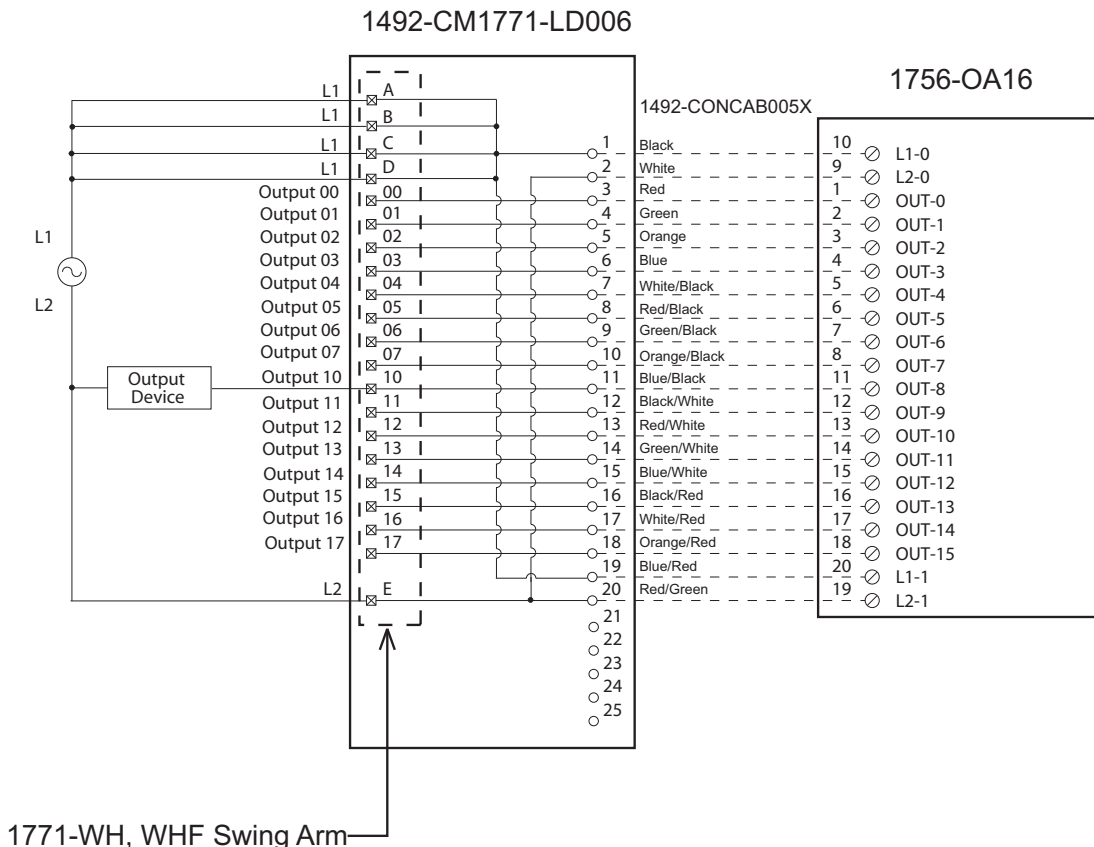 1492-CM1771-LD006
1756-OA16
1492-CONCAB005X
L1 A
L1 B
L1 C 1 Black 10 L1-0
L1 D 2 White 9 L2-0
Output 00 00 3 Red 1 OUT-0
Output 01 01 4 Green 2 OUT-1
Output 02 02 5 Orange 3 OUT-2
Output 03 03 6 Blue 4 OUT-3
Output 04 04 7 White/Black 5 OUT-4
Output 05 05 8 Red/Black 6 OUT-5
Output 06 06 9 Green/Black 7 OUT-6
Output 07 07 10 Orange/Black 8 OUT-7
Output 10 10 11 Blue/Black 11 OUT-8
Output 11 11 12 Black/White 12 OUT-9
Output 12 12 13 Red/White 13 OUT-10
Output 13 13 14 Green/White 14 OUT-11
Output 14 14 15 Blue/White 15 OUT-12
Output 15 15 16 Black/Red 16 OUT-13
Output 16 16 17 White/Red 17 OUT-14
Output 17 17 18 Orange/Red 18 OUT-15
19 Blue/Red 20 L1-1
L2 E 20 Red/Green 19 L2-1
21
22
23
24
25
L1
L2
Output
Device
1771-WH, WHF Swing Arm